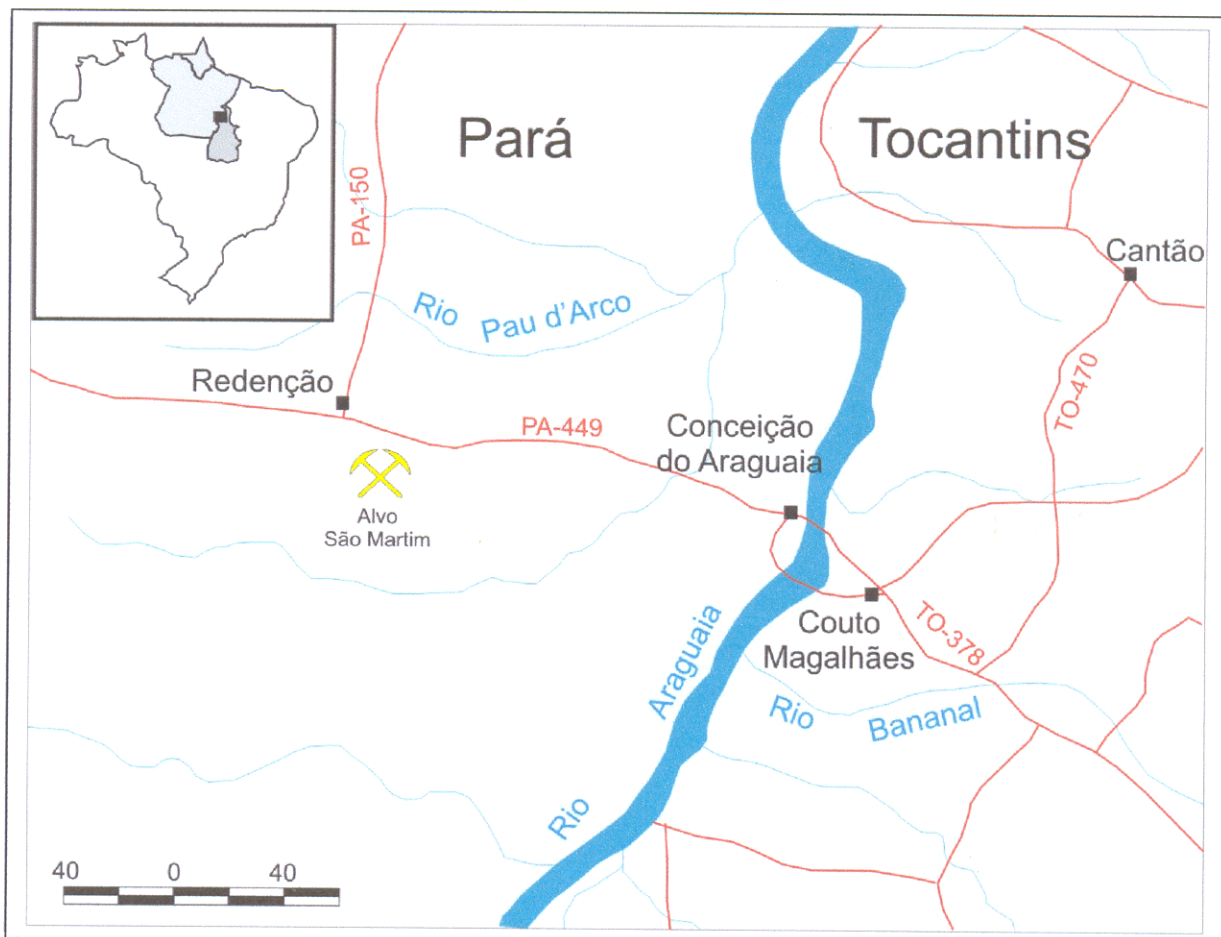 Pará
Tocantins
PA-150
Cantão
Rio Pau d'Arco
Redenção
TO-470
PA-449
Conceição
do Araguaia
Alvo
São Martim
Couto
Magalhães
TO-378
Rio Araguaia
Rio Bananal
40 0 40